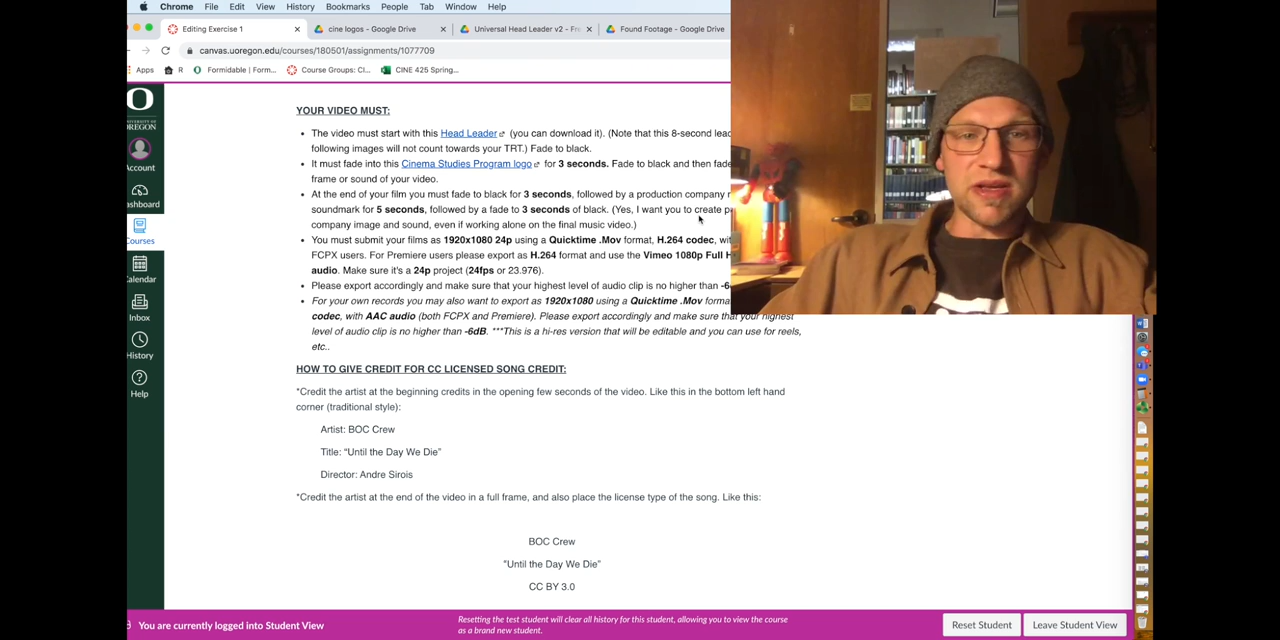 Chrome File Edit View History Bookmarks People Tab Window Help
Editing Exercise 1 × cine logos - Google Drive × Universal Head Leader v2 - Fr × Found Footage - Google Drive
canvas.uoregon.edu/courses/180501/assignments/1077709
Apps R Formidable | Form... Course Groups: CI... CINE 425 Spring...
UNIVERSITY
OF
OREGON
Account
ashboard
Courses
Calendar
Inbox
History
Help
YOUR VIDEO MUST:
• The video must start with this Head Leader (you can download it). (Note that this 8-second lead
following images will not count towards your TRT.) Fade to black.
• It must fade into this Cinema Studies Program logo for 3 seconds. Fade to black and then fade
frame or sound of your video.
• At the end of your film you must fade to black for 3 seconds, followed by a production company
soundmark for 5 seconds, followed by a fade to 3 seconds of black. (Yes, I want you to create p
company image and sound, even if working alone on the final music video.)
• You must submit your films as 1920x1080 24p using a Quicktime .Mov format, H.264 codec, wit
FCPX users. For Premiere users please export as H.264 format and use the Vimeo 1080p Full H
audio. Make sure it's a 24p project (24fps or 23.976).
• Please export accordingly and make sure that your highest level of audio clip is no higher than -6
• For your own records you may also want to export as 1920x1080 using a Quicktime .Mov forma
codec, with AAC audio (both FCPX and Premiere). Please export accordingly and make sure that your highest
level of audio clip is no higher than -6dB. ***This is a hi-res version that will be editable and you can use for reels,
etc..
HOW TO GIVE CREDIT FOR CC LICENSED SONG CREDIT:
*Credit the artist at the beginning credits in the opening few seconds of the video. Like this in the bottom left hand
corner (traditional style):
Artist: BOC Crew
Title: “Until the Day We Die”
Director: Andre Sirois
*Credit the artist at the end of the video in a full frame, and also place the license type of the song. Like this:
BOC Crew
"Until the Day We Die"
CC BY 3.0
You are currently logged into Student View
Resetting the test student will clear all history for this student, allowing you to view the course
as a brand new student.
Reset Student
Leave Student View